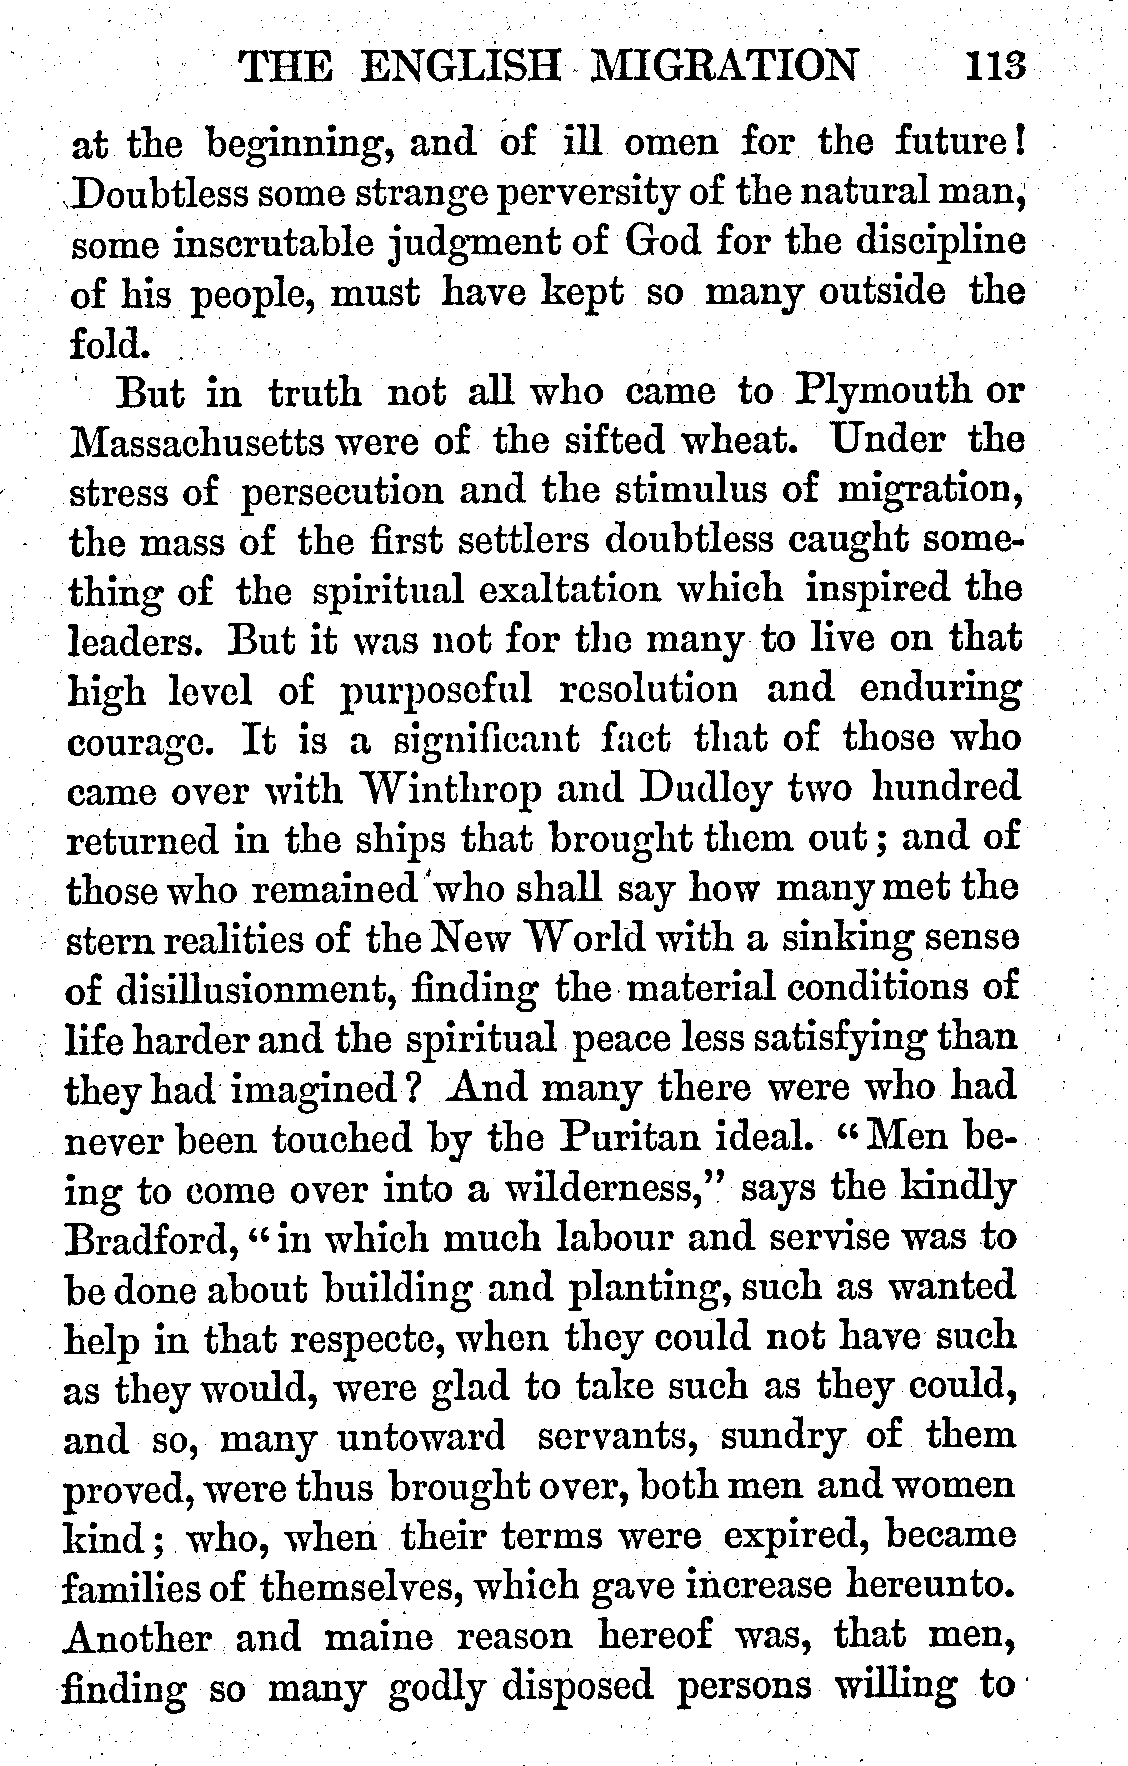 THE ENGLISH MIGRATION 113
at the beginning, and of ill omen for the future!
Doubtless some strange perversity of the natural man,
some inscrutable judgment of God for the discipline
of his people, must have kept so many outside the
fold.
But in truth not all who came to Plymouth or
Massachusetts were of the sifted wheat. Under the
stress of persecution and the stimulus of migration,
the mass of the first settlers doubtless caught some-
thing of the spiritual exaltation which inspired the
leaders. But it was not for the many to live on that
high level of purposeful resolution and enduring
courage. It is a significant fact that of those who
came over with Winthrop and Dudley two hundred
returned in the ships that brought them out; and of
those who remained who shall say how many met the
stern realities of the New World with a sinking sense
of disillusionment, finding the material conditions of
life harder and the spiritual peace less satisfying than
they had imagined? And many there were who had
never been touched by the Puritan ideal. "Men be-
ing to come over into a wilderness," says the kindly
Bradford, "in which much labour and servise was to
be done about building and planting, such as wanted
help in that respecte, when they could not have such
as they would, were glad to take such as they could,
and so, many untoward servants, sundry of them
proved, were thus brought over, both men and women
kind; who, when their terms were expired, became
families of themselves, which gave increase hereunto.
Another and maine reason hereof was, that men,
finding so many godly disposed persons willing to